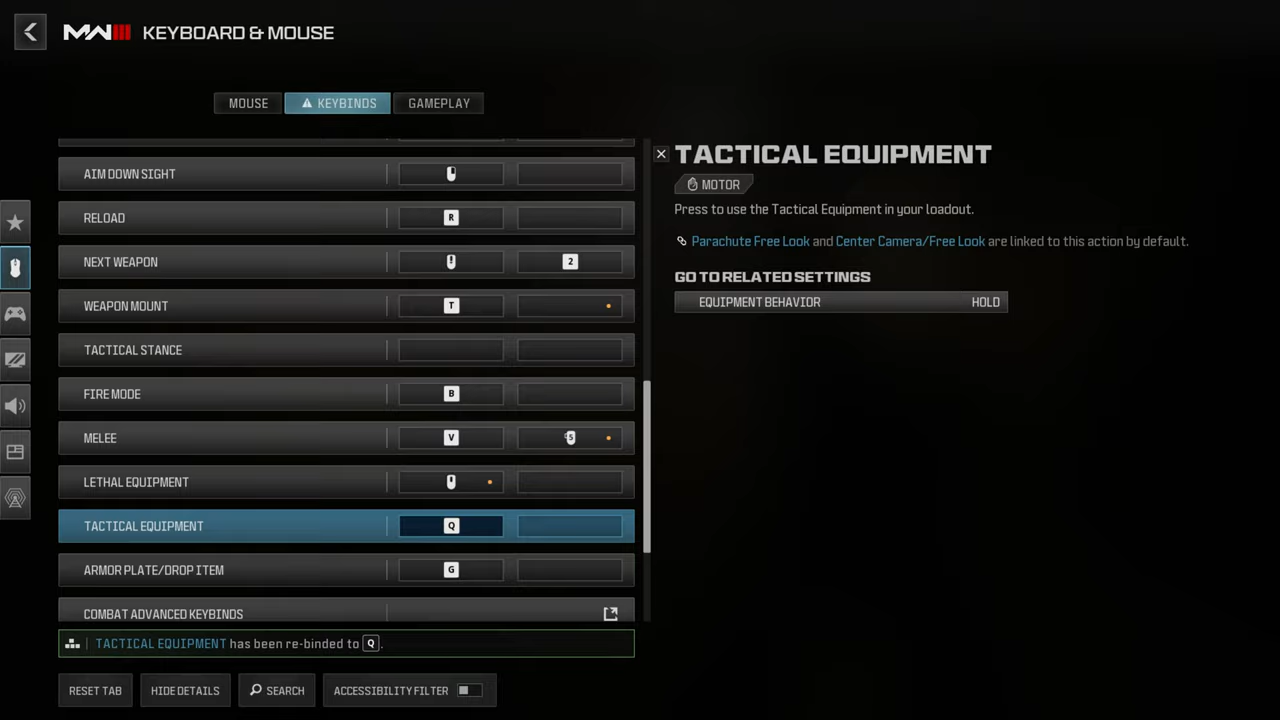 MWIII KEYBOARD & MOUSE
MOUSE
KEYBINDS
GAMEPLAY
AIM DOWN SIGHT
RELOAD R
NEXT WEAPON 2
WEAPON MOUNT T
TACTICAL STANCE
FIRE MODE B
MELEE V 5
LETHAL EQUIPMENT
TACTICAL EQUIPMENT Q
ARMOR PLATE/DROP ITEM G
COMBAT ADVANCED KEYBINDS
TACTICAL EQUIPMENT has been re-binded to Q.
RESET TAB
HIDE DETAILS
SEARCH
ACCESSIBILITY FILTER
TACTICAL EQUIPMENT
MOTOR
Press to use the Tactical Equipment in your loadout.
Parachute Free Look and Center Camera/Free Look are linked to this action by default.
GO TO RELATED SETTINGS
EQUIPMENT BEHAVIOR HOLD